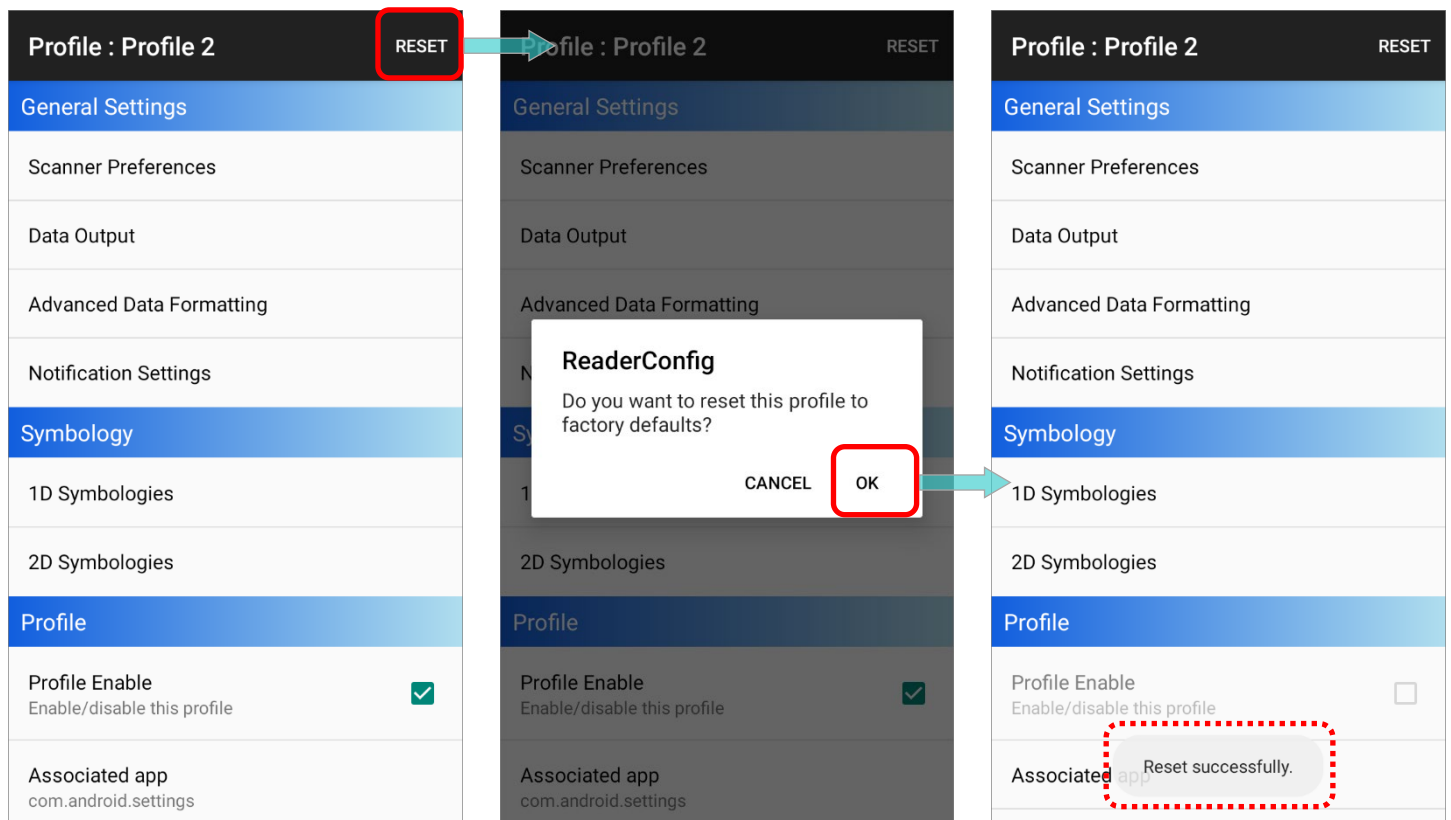 Profile : Profile 2 RESET
General Settings
Scanner Preferences
Data Output
Advanced Data Formatting
Notification Settings
Symbology
1D Symbologies
2D Symbologies
Profile
Profile Enable
Enable/disable this profile
Associated app
com.android.settings
Profile : Profile 2 RESET
General Settings
Scanner Preferences
Data Output
Advanced Data Formatting
ReaderConfig
Do you want to reset this profile to
factory defaults?
CANCEL OK
2D Symbologies
Profile
Profile Enable
Enable/disable this profile
Associated app
com.android.settings
Profile : Profile 2 RESET
General Settings
Scanner Preferences
Data Output
Advanced Data Formatting
Notification Settings
Symbology
1D Symbologies
2D Symbologies
Profile
Profile Enable
Enable/disable this profile
Associated app
Reset successfully.